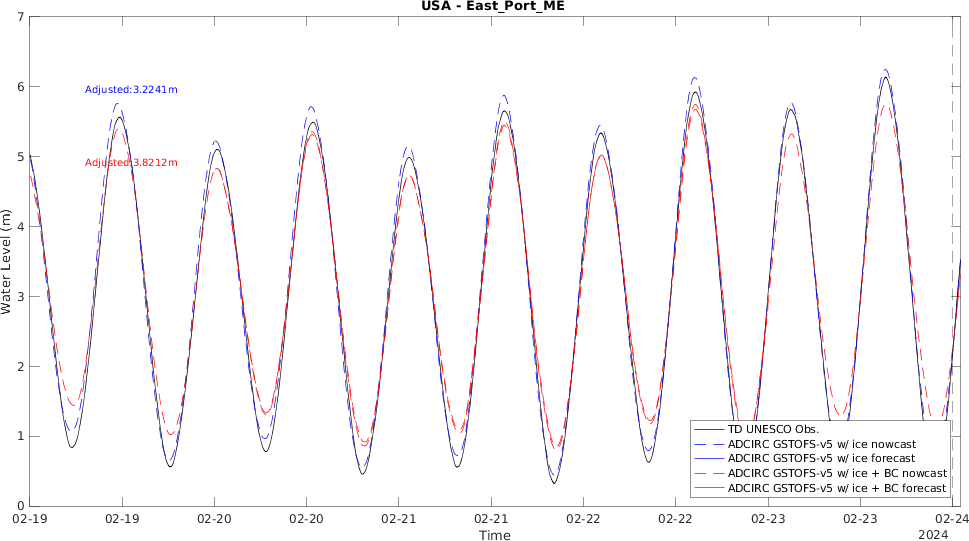 USA - East_Port_ME
7
6
5
4
3
2
1
0
Water Level (m)
Adjusted:3.2241m
Adjusted:3.8212m
TD UNESCO Obs.
ADCIRC GSTOFS-v5 w/ ice nowcast
ADCIRC GSTOFS-v5 w/ ice forecast
ADCIRC GSTOFS-v5 w/ ice + BC nowcast
ADCIRC GSTOFS-v5 w/ ice + BC forecast
02-19 02-19 02-20 02-20 02-21 02-21 02-22 02-22 02-23 02-23 02-24
Time
2024